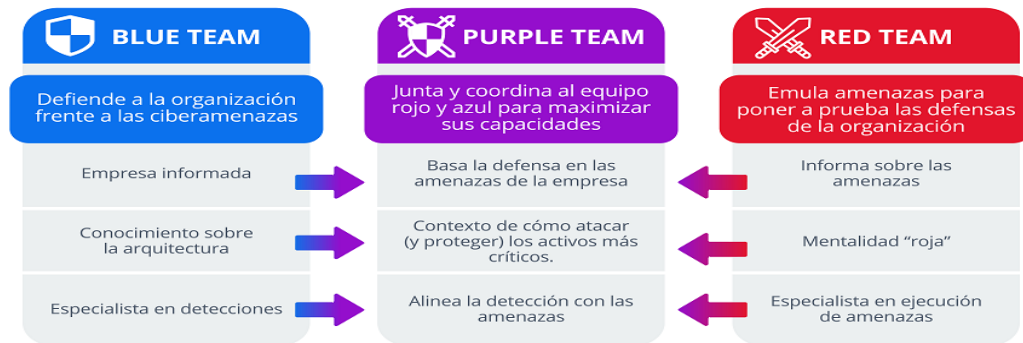 BLUE TEAM
Defiende a la organización
frente a las ciberamenazas
Empresa informada
Conocimiento sobre
la arquitectura
Especialista en detecciones
PURPLE TEAM
Junta y coordina al equipo
rojo y azul para maximizar
sus capacidades
Basa la defensa en las
amenazas de la empresa
Contexto de cómo atacar
(y proteger) los activos más
críticos.
Alinea la detección con las
amenazas
RED TEAM
Emula amenazas para
poner a prueba las defensas
de la organización
Informa sobre las
amenazas
Mentalidad “roja”
Especialista en ejecución
de amenazas